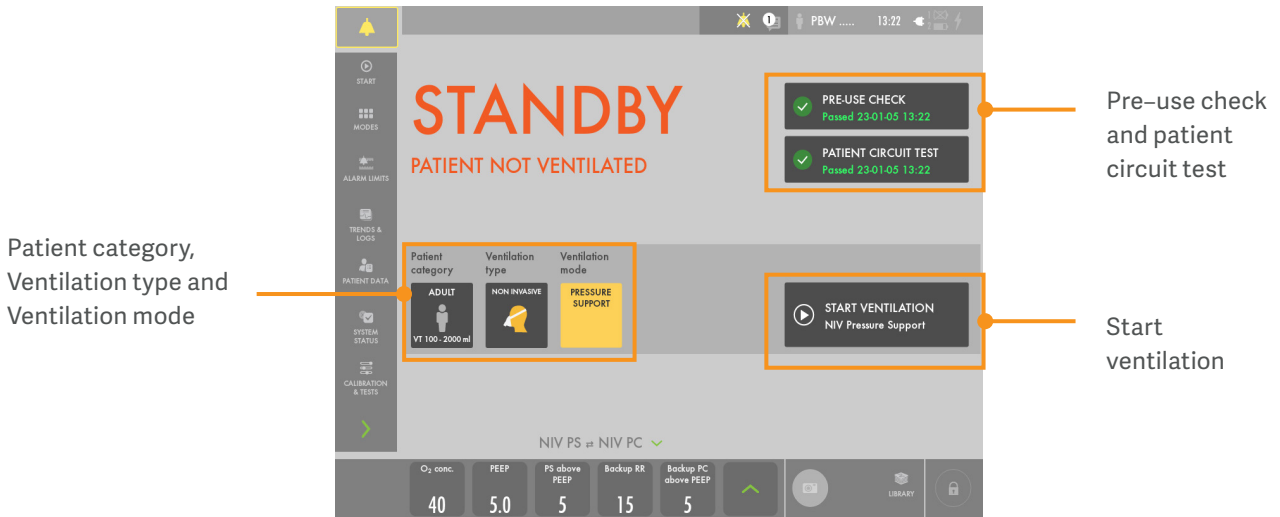 1
PBW .....
13:22
START
MODES
ALARM LIMITS
TRENDS &
LOGS
PATIENT DATA
SYSTEM
STATUS
CALIBRATION
& TESTS
STANDBY
PATIENT NOT VENTILATED
PRE-USE CHECK
Passed 23-01-05 13:22
PATIENT CIRCUIT TEST
Passed 23-01-05 13:22
Pre–use check
and patient
circuit test
Patient category,
Ventilation type and
Ventilation mode
Patient
category
Ventilation
type
Ventilation
mode
ADULT
VT 100 - 2000 ml
NON INVASIVE
PRESSURE
SUPPORT
START VENTILATION
NIV Pressure Support
Start
ventilation
NIV PS ⇄ NIV PC
O₂ conc.
40
PEEP
5.0
PS above
PEEP
5
Backup RR
15
Backup PC
above PEEP
5
LIBRARY